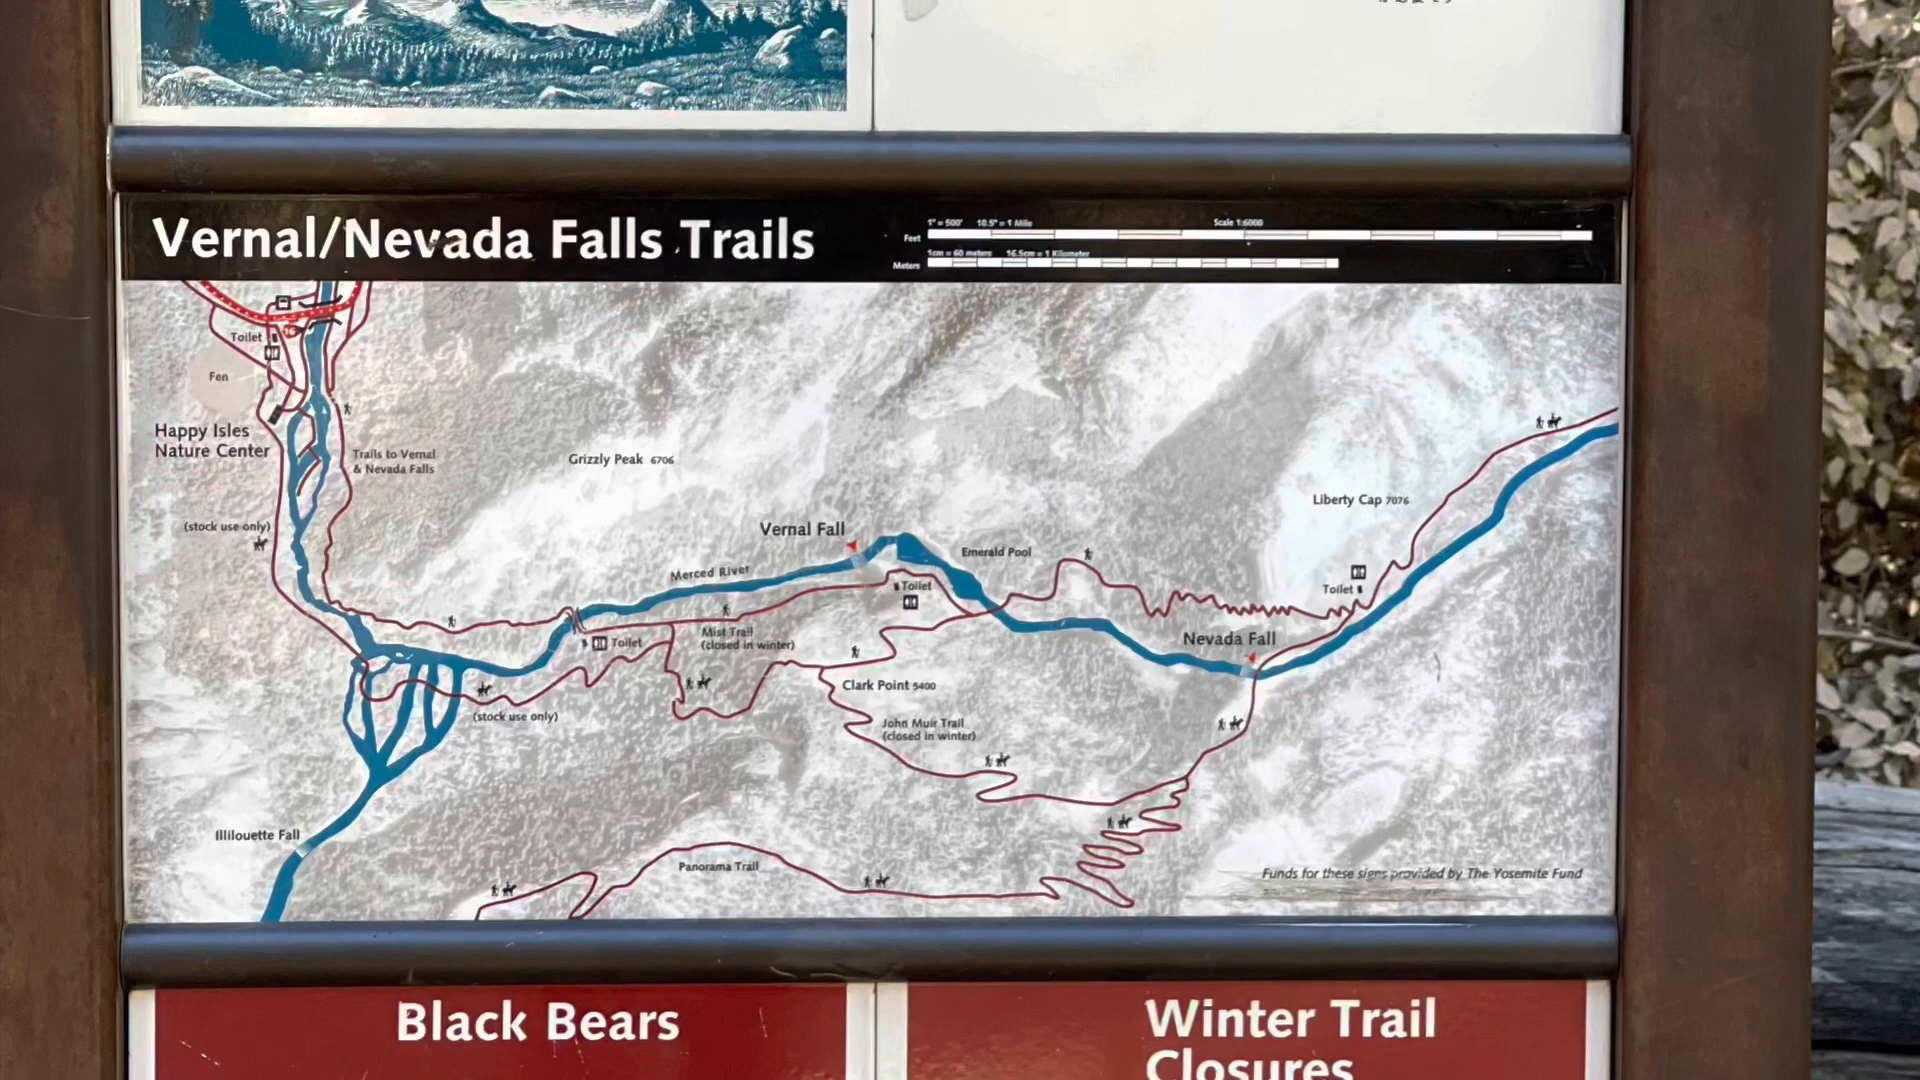 Vernal/Nevada Falls Trails
1" = 500' 10.5" = 1 Mile Scale 1:6000
Feet
1cm = 60 meters 16.5cm = 1 Kilometer
Meters
Toilet
16
Fen
Happy Isles
Nature Center
Trails to Vernal
& Nevada Falls
(stock use only)
Grizzly Peak 6706
Vernal Fall
Merced River
Emerald Pool
Liberty Cap 7076
Toilet
Toilet
Toilet
Mist Trail
(closed in winter)
Nevada Fall
Clark Point 5400
(stock use only)
John Muir Trail
(closed in winter)
Illilouette Fall
Panorama Trail
Funds for these signs provided by The Yosemite Fund
Black Bears
Winter Trail
Closures